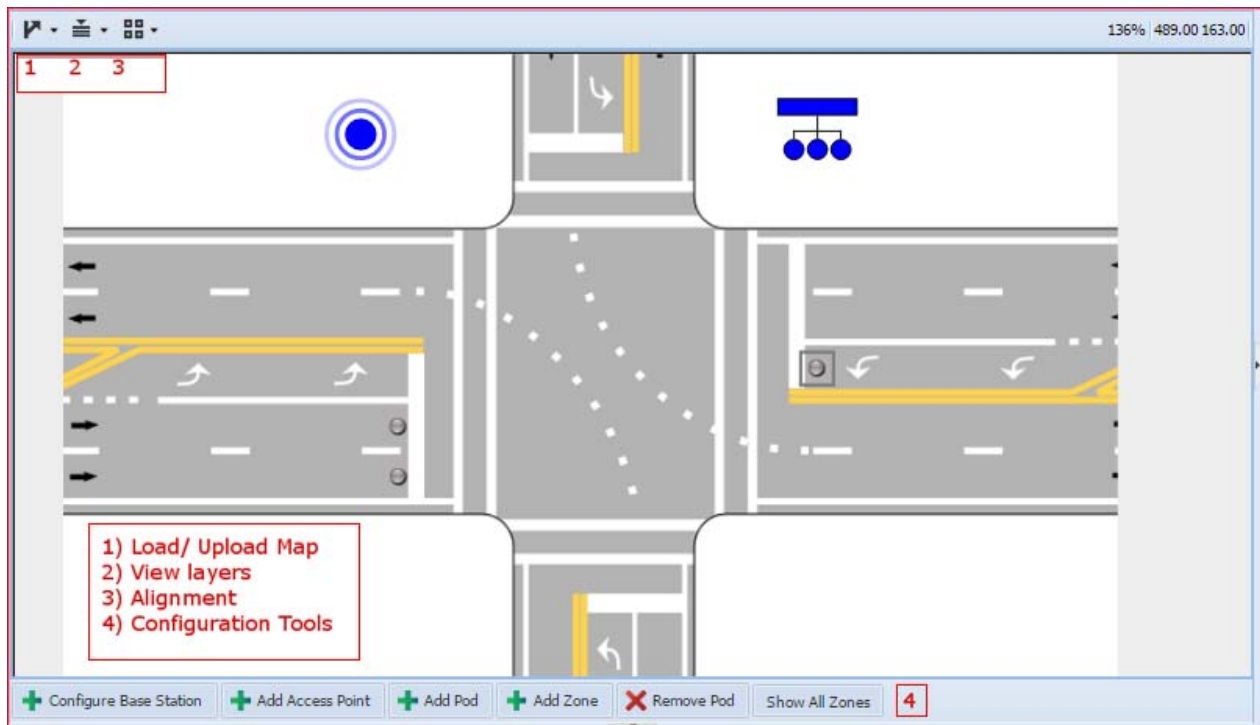 136% 489.00 163.00
1 2 3
1) Load/ Upload Map
2) View layers
3) Alignment
4) Configuration Tools
Configure Base Station Add Access Point Add Pod Add Zone Remove Pod Show All Zones 4